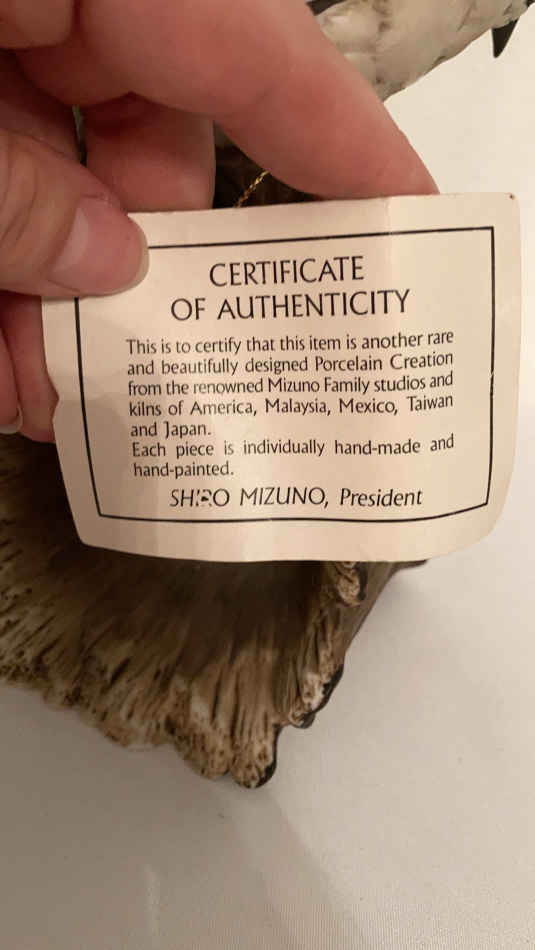 CERTIFICATE
OF AUTHENTICITY
This is to certify that this item is another rare
and beautifully designed Porcelain Creation
from the renowned Mizuno Family studios and
kilns of America, Malaysia, Mexico, Taiwan
and Japan.
Each piece is individually hand-made and
hand-painted.
SHIRO MIZUNO, President